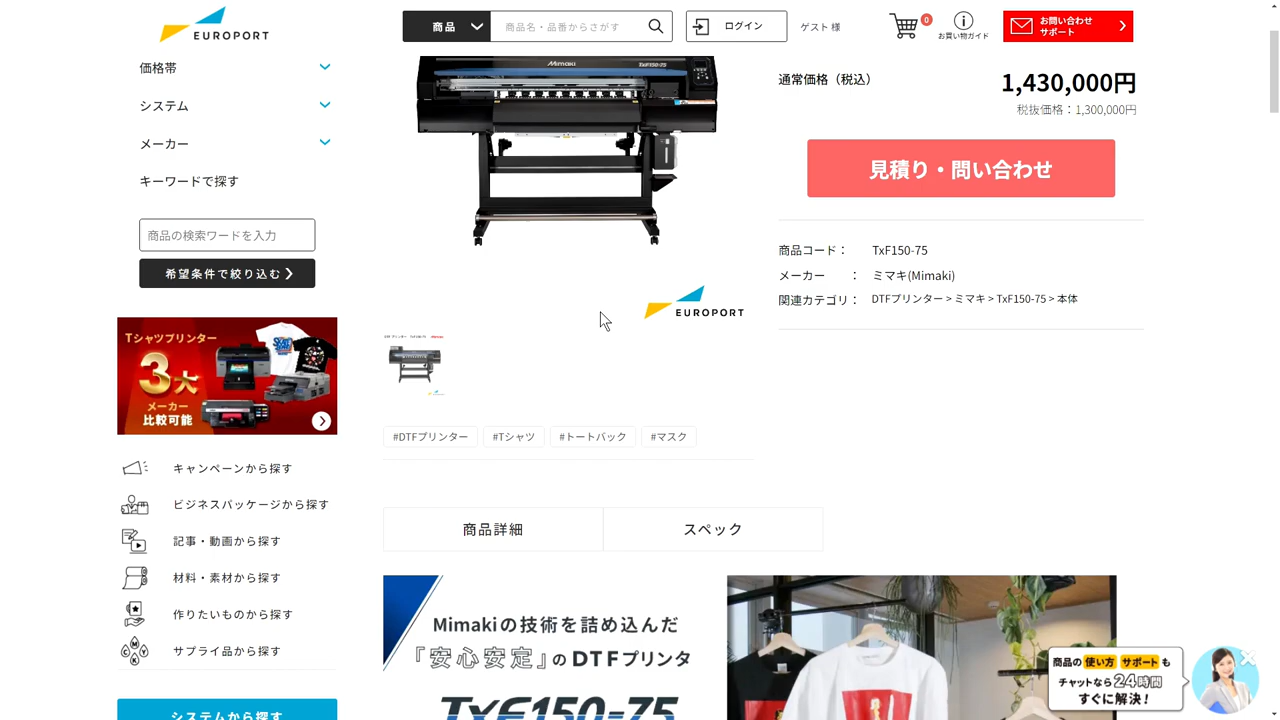 EUROPORT
商品
商品名・品番からさがす
ログイン
ゲスト 様
0
お買い物ガイド
お問い合わせ
サポート
価格帯
システム
メーカー
キーワードで探す
商品の検索ワードを入力
希望条件で絞り込む
Tシャツプリンター
3大
メーカー
比較可能
キャンペーンから探す
ビジネスパッケージから探す
記事・動画から探す
材料・素材から探す
作りたいものから探す
サプライ品から探す
システムから探す
Mimaki
TxF150-75
EUROPORT
#DTFプリンター
#Tシャツ
#トートバック
#マスク
通常価格（税込）
1,430,000円
税抜価格：1,300,000円
見積り・問い合わせ
商品コード： TxF150-75
メーカー ： ミマキ(Mimaki)
関連カテゴリ： DTFプリンター > ミマキ > TxF150-75 > 本体
商品詳細
スペック
Mimakiの技術を詰め込んだ
『安心安定』のDTFプリンタ
TxF150-75
商品の 使い方 サポート も
チャットなら24時間
すぐに解決！